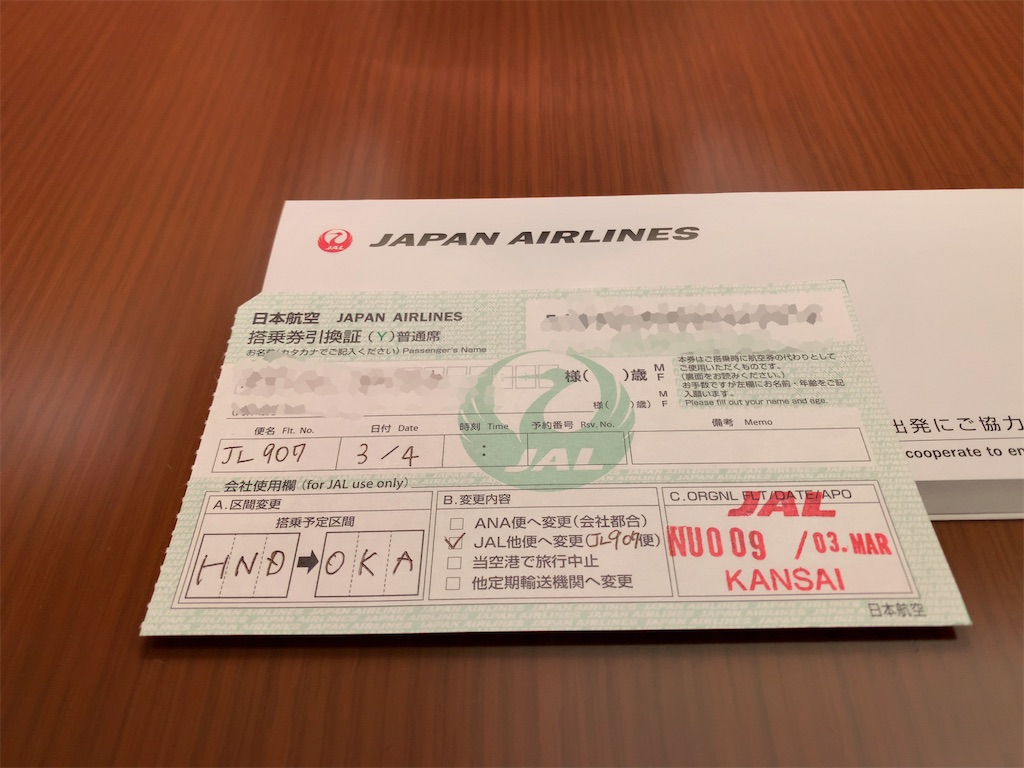 JAL
JAPAN AIRLINES
日本航空 JAPAN AIRLINES
搭乗券引換証(Y)普通席
お名前(カタカナでご記入ください) Passenger's Name
様( )歳 M F
様( )歳) M F
本券はご搭乗時に航空券の代わりとして
ご使用いただくものです。
(裏面をお読みください。)
お手数ですが左欄にお名前・年齢をご記
入願います。
Please fill out your name and age.
便名 Flt. No. 日付 Date 時刻 Time 予約番号 Rsv. No. 備考 Memo
JL 907 3/4 :
JAL
会社使用欄 (for JAL use only)
A.区間変更
搭乗予定区間
HND➡OKA
B.変更内容
□ ANA便へ変更(会社都合)
☑ JAL他便へ変更(JL907便)
□ 当空港で旅行中止
□ 他定期輸送機関へ変更
C.ORGNL FLT/DATE/APO
JAL
NU009 /03.MAR
KANSAI
日本航空
出発にご協力
cooperate to en